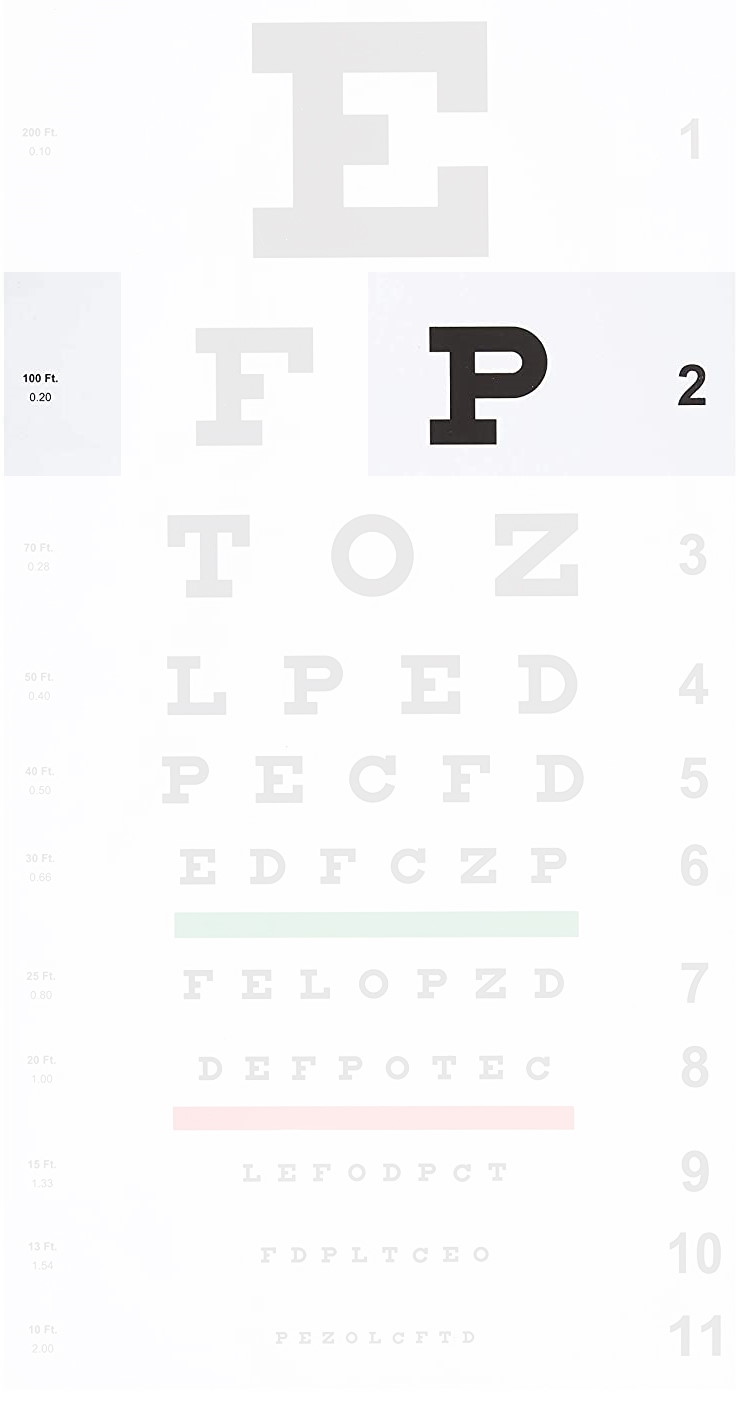 E
200 Ft.
0.10
1
F P
100 Ft.
0.20
2
T O Z
70 Ft.
0.28
3
L P E D
50 Ft.
0.40
4
P E C F D
40 Ft.
0.50
5
E D F C Z P
30 Ft.
0.66
6
F E L O P Z D
25 Ft.
0.80
7
D E F P O T E C
20 Ft.
1.00
8
L E F O D P C T
15 Ft.
1.33
9
F D P L T C E O
13 Ft.
1.54
10
P E Z O L C F T D
10 Ft.
2.00
11